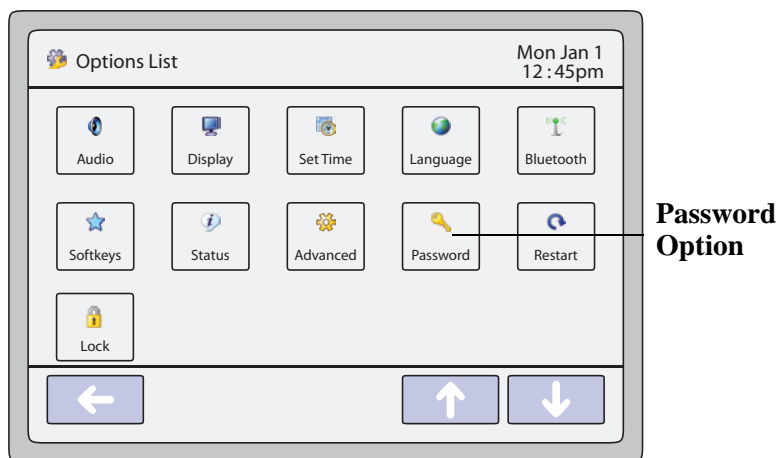 Options List
Mon Jan 1
12:45pm
Audio
Display
Set Time
Language
Bluetooth
Softkeys
Status
Advanced
Password
Restart
Lock
Password
Option